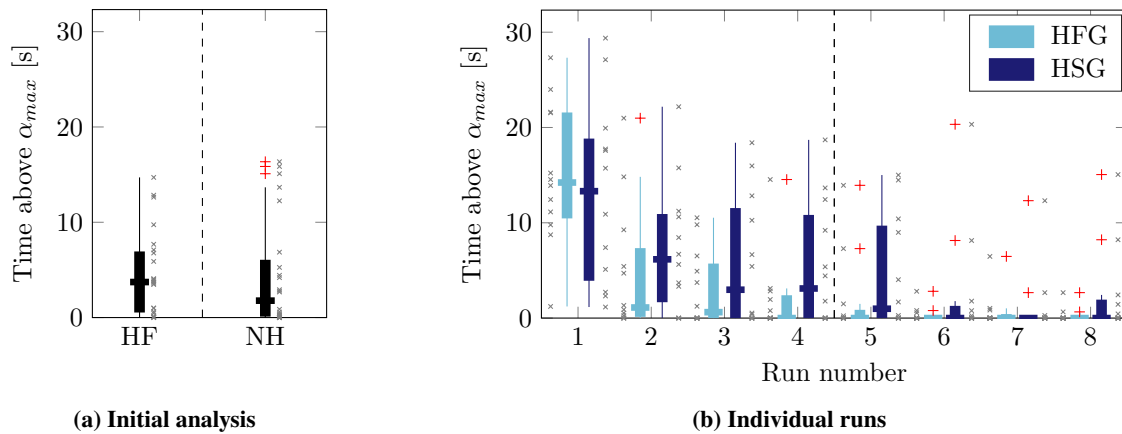 Time above α_max [s]
30
20
10
0
HF NH
(a) Initial analysis
Time above α_max [s]
30
20
10
0
HFG
HSG
1 2 3 4 5 6 7 8
Run number
(b) Individual runs